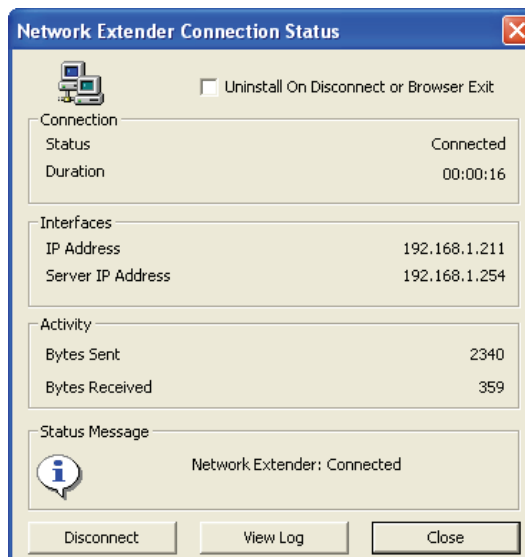 Network Extender Connection Status
Uninstall On Disconnect or Browser Exit
Connection
Status Connected
Duration 00:00:16
Interfaces
IP Address 192.168.1.211
Server IP Address 192.168.1.254
Activity
Bytes Sent 2340
Bytes Received 359
Status Message
Network Extender: Connected
Disconnect View Log Close